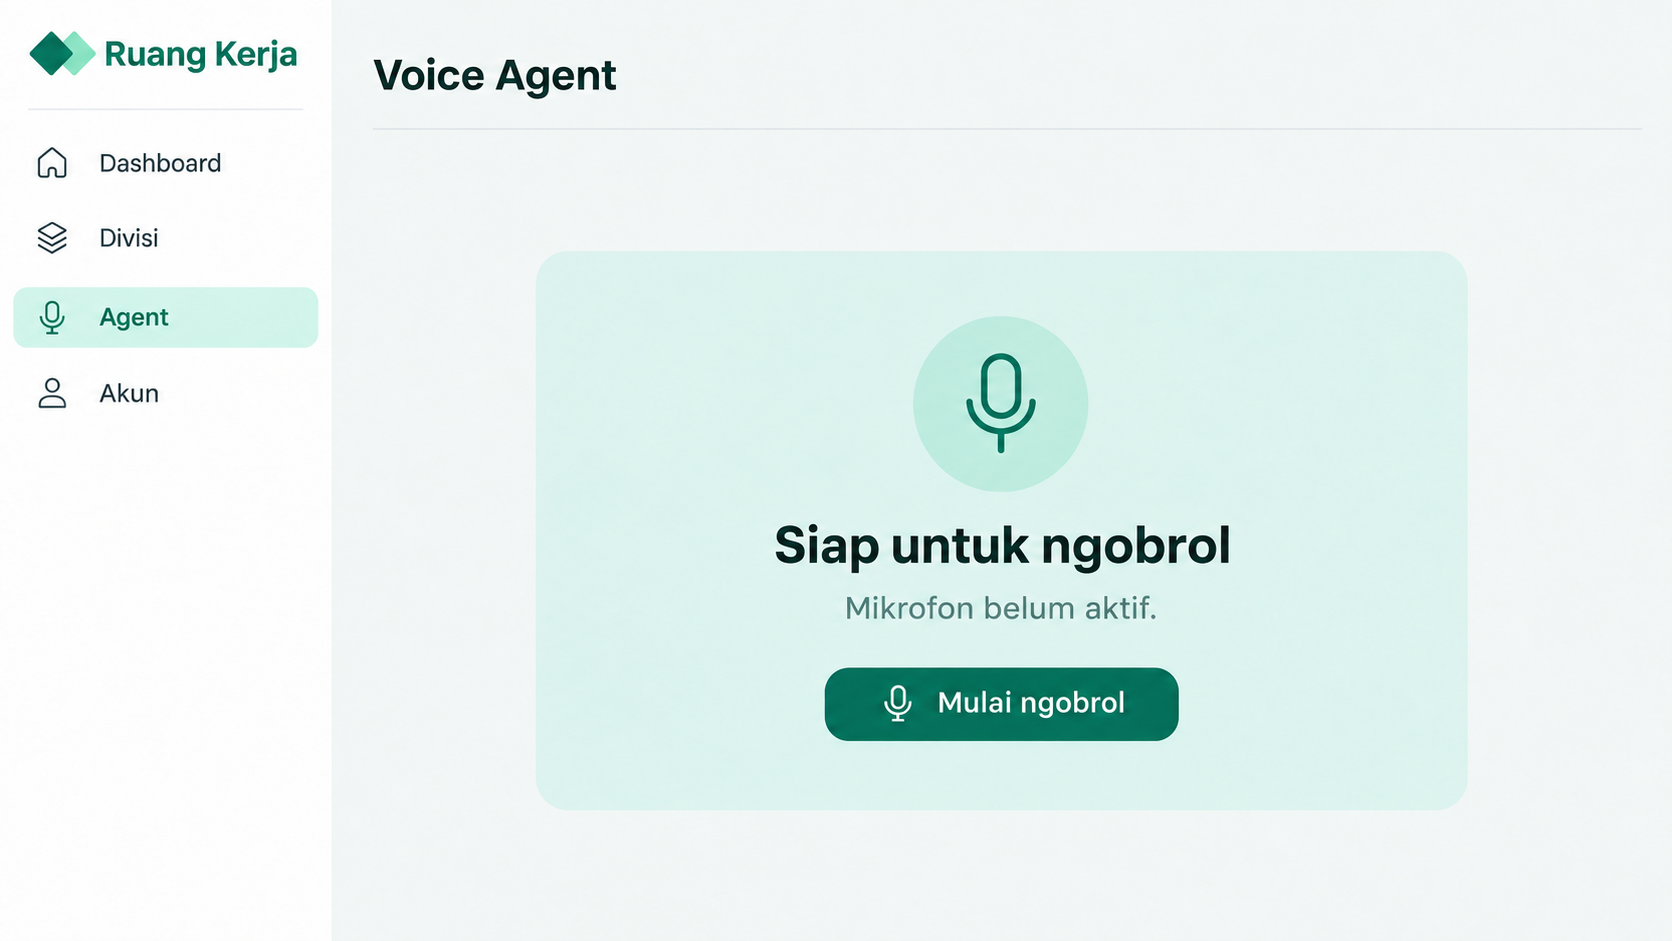 Ruang Kerja
Dashboard
Divisi
Agent
Akun
Voice Agent
Siap untuk ngobrol
Mikrofon belum aktif.
Mulai ngobrol